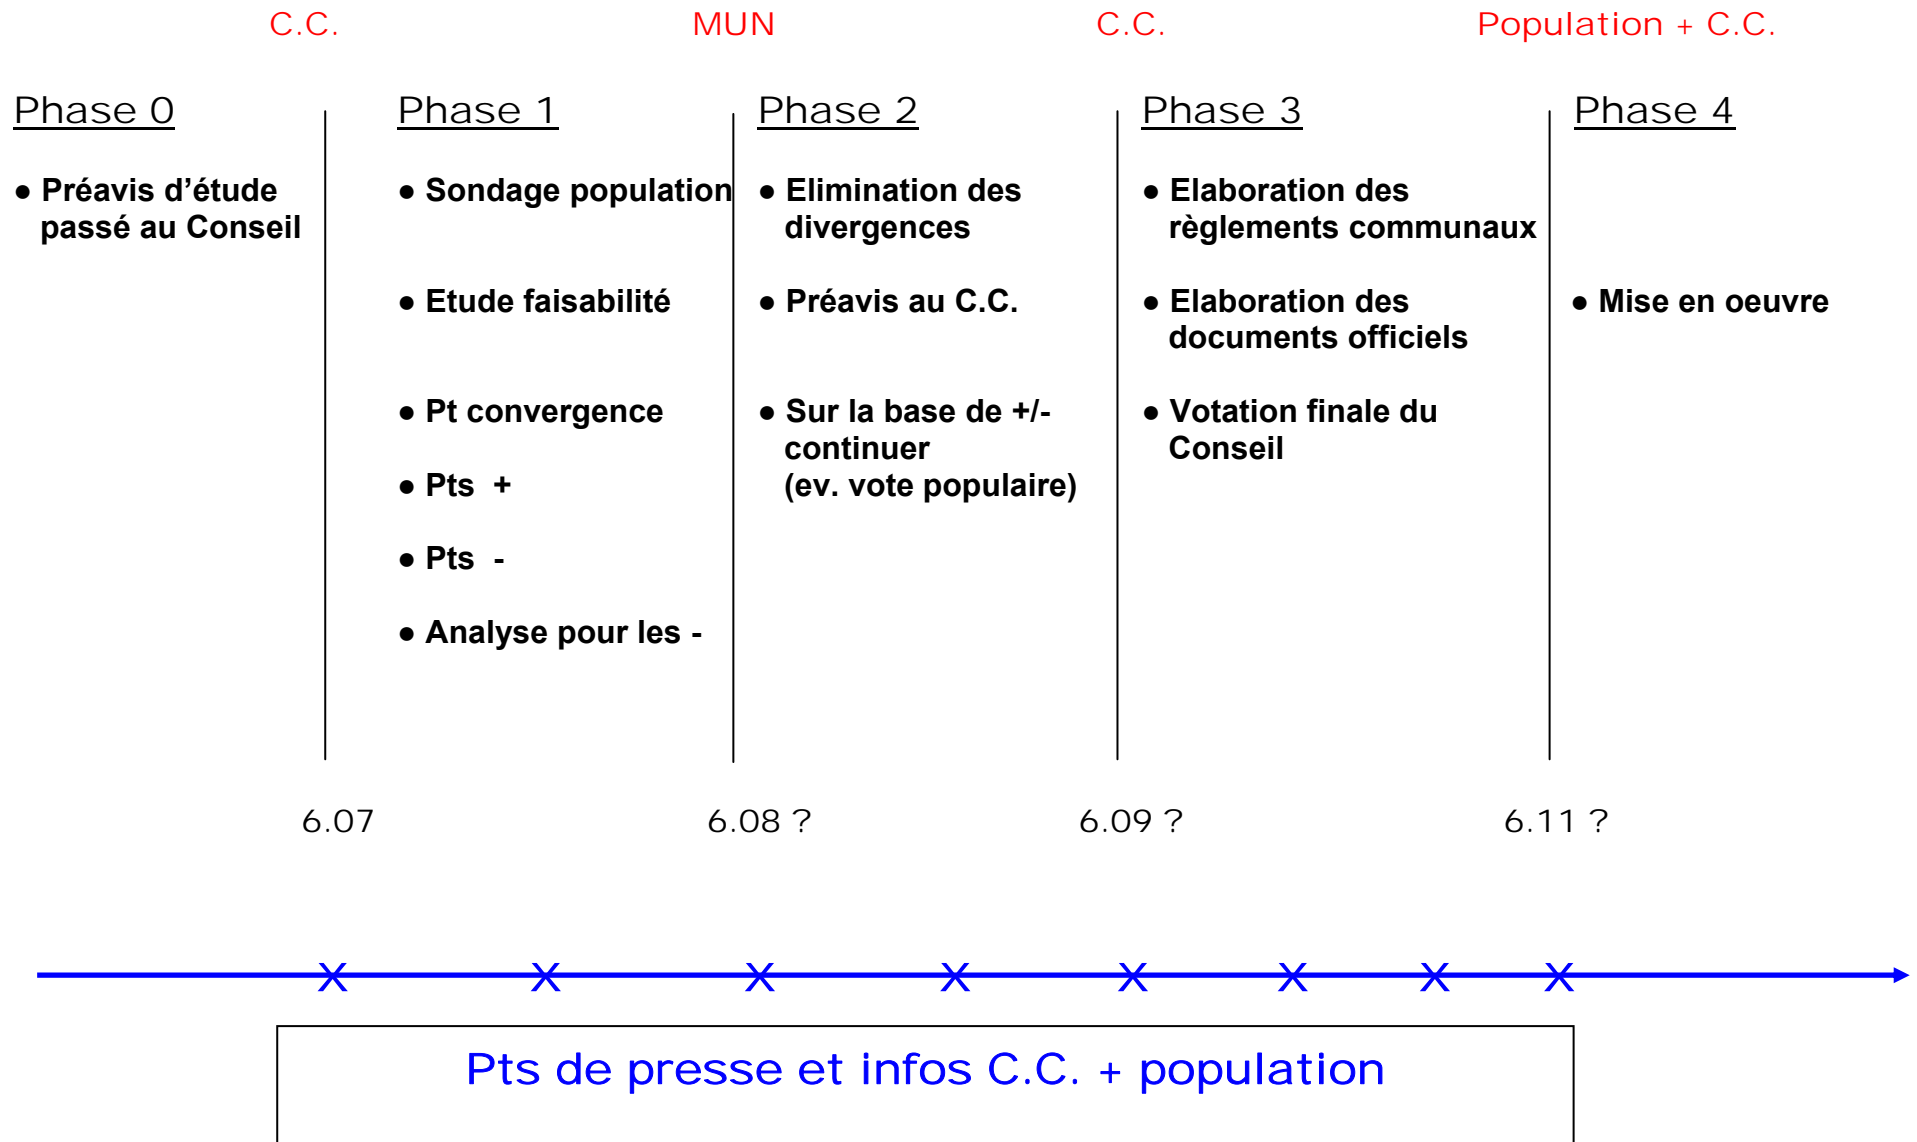 C.C. MUN C.C. Population + C.C.
Phase 0
● Préavis d’étude
passé au Conseil
Phase 1
● Sondage population
● Etude faisabilité
● Pt convergence
● Pts +
● Pts -
● Analyse pour les -
Phase 2
● Elimination des
divergences
● Préavis au C.C.
● Sur la base de +/-
continuer
(ev. vote populaire)
Phase 3
● Elaboration des
règlements communaux
● Elaboration des
documents officiels
● Votation finale du
Conseil
Phase 4
● Mise en oeuvre
6.07 6.08 ? 6.09 ? 6.11 ?
X X X X X X X X
Pts de presse et infos C.C. + population